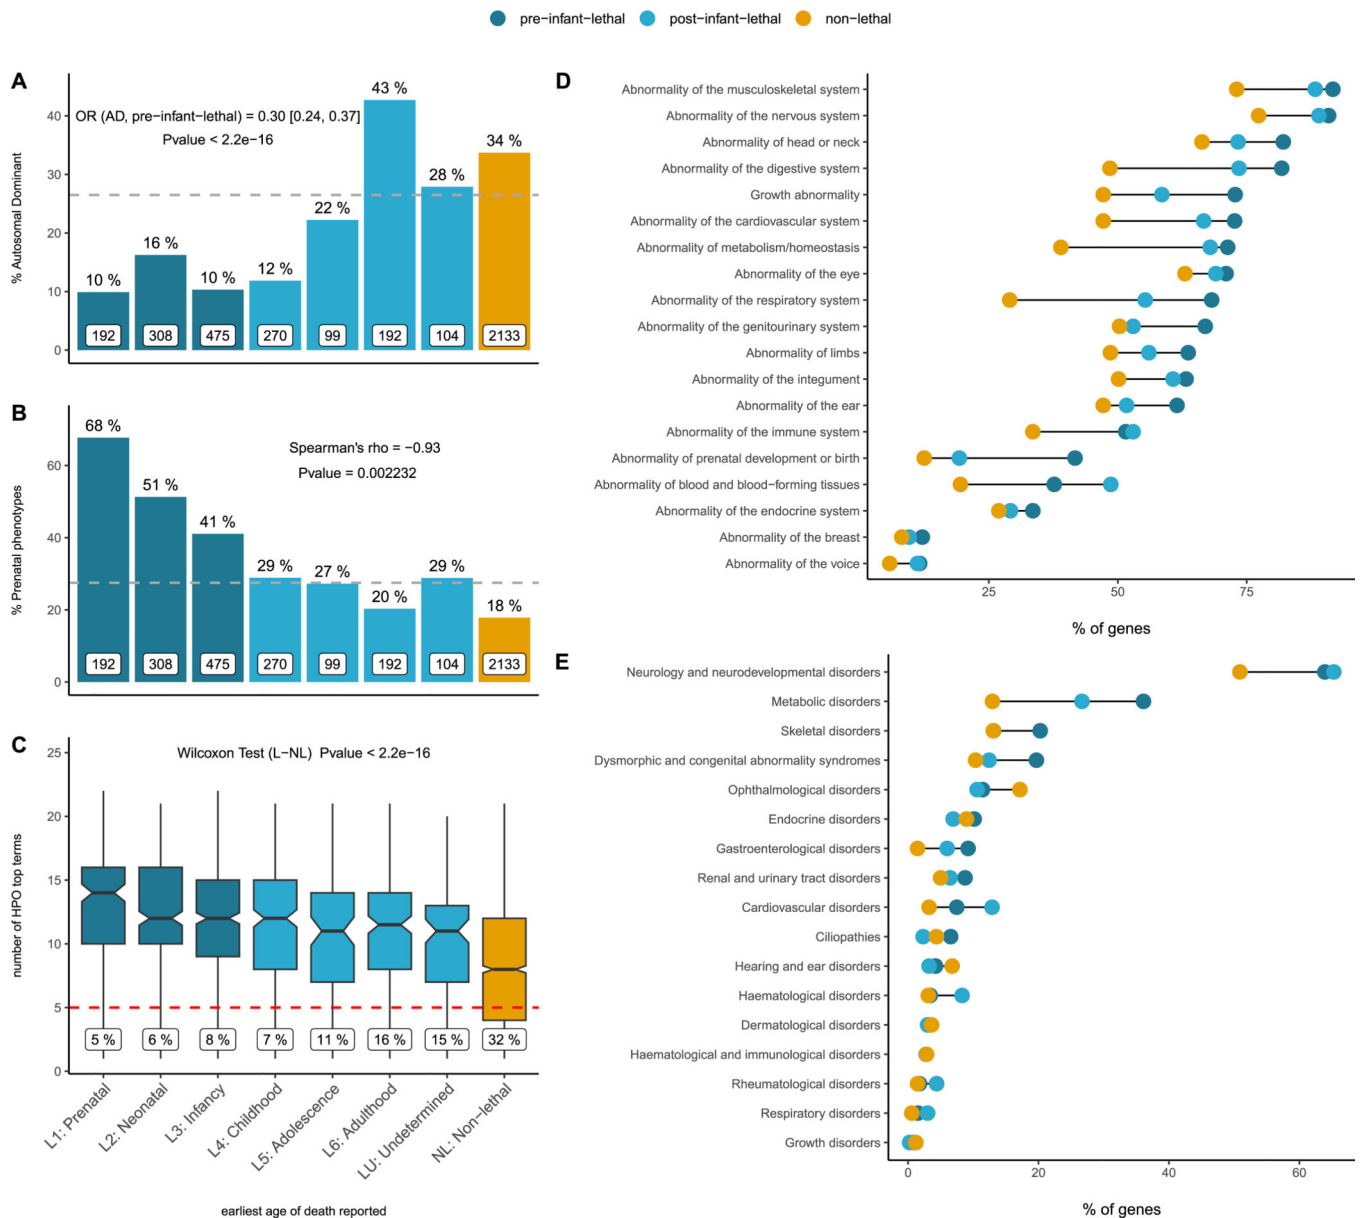 pre−infant−lethal post−infant−lethal non−lethal
A
% Autosomal Dominant
40
30
20
10
0
OR (AD, pre−infant−lethal) = 0.30 [0.24, 0.37]
Pvalue < 2.2e−16
10 % 16 % 10 % 12 % 22 % 43 % 28 % 34 %
192 308 475 270 99 192 104 2133
B
% Prenatal phenotypes
60
40
20
0
Spearman's rho = −0.93
Pvalue = 0.002232
68 % 51 % 41 % 29 % 27 % 20 % 29 % 18 %
192 308 475 270 99 192 104 2133
C
number of HPO top terms
25
20
15
10
5
0
Wilcoxon Test (L−NL) Pvalue < 2.2e−16
5 % 6 % 8 % 7 % 11 % 16 % 15 % 32 %
L1: Prenatal
L2: Neonatal
L3: Infancy
L4: Childhood
L5: Adolescence
L6: Adulthood
LU: Undetermined
NL: Non−lethal
earliest age of death reported
D
Abnormality of the musculoskeletal system
Abnormality of the nervous system
Abnormality of head or neck
Abnormality of the digestive system
Growth abnormality
Abnormality of the cardiovascular system
Abnormality of metabolism/homeostasis
Abnormality of the eye
Abnormality of the respiratory system
Abnormality of the genitourinary system
Abnormality of limbs
Abnormality of the integument
Abnormality of the ear
Abnormality of the immune system
Abnormality of prenatal development or birth
Abnormality of blood and blood−forming tissues
Abnormality of the endocrine system
Abnormality of the breast
Abnormality of the voice
25 50 75
% of genes
E
Neurology and neurodevelopmental disorders
Metabolic disorders
Skeletal disorders
Dysmorphic and congenital abnormality syndromes
Ophthalmological disorders
Endocrine disorders
Gastroenterological disorders
Renal and urinary tract disorders
Cardiovascular disorders
Ciliopathies
Hearing and ear disorders
Haematological disorders
Dermatological disorders
Haematological and immunological disorders
Rheumatological disorders
Respiratory disorders
Growth disorders
0 20 40 60
% of genes